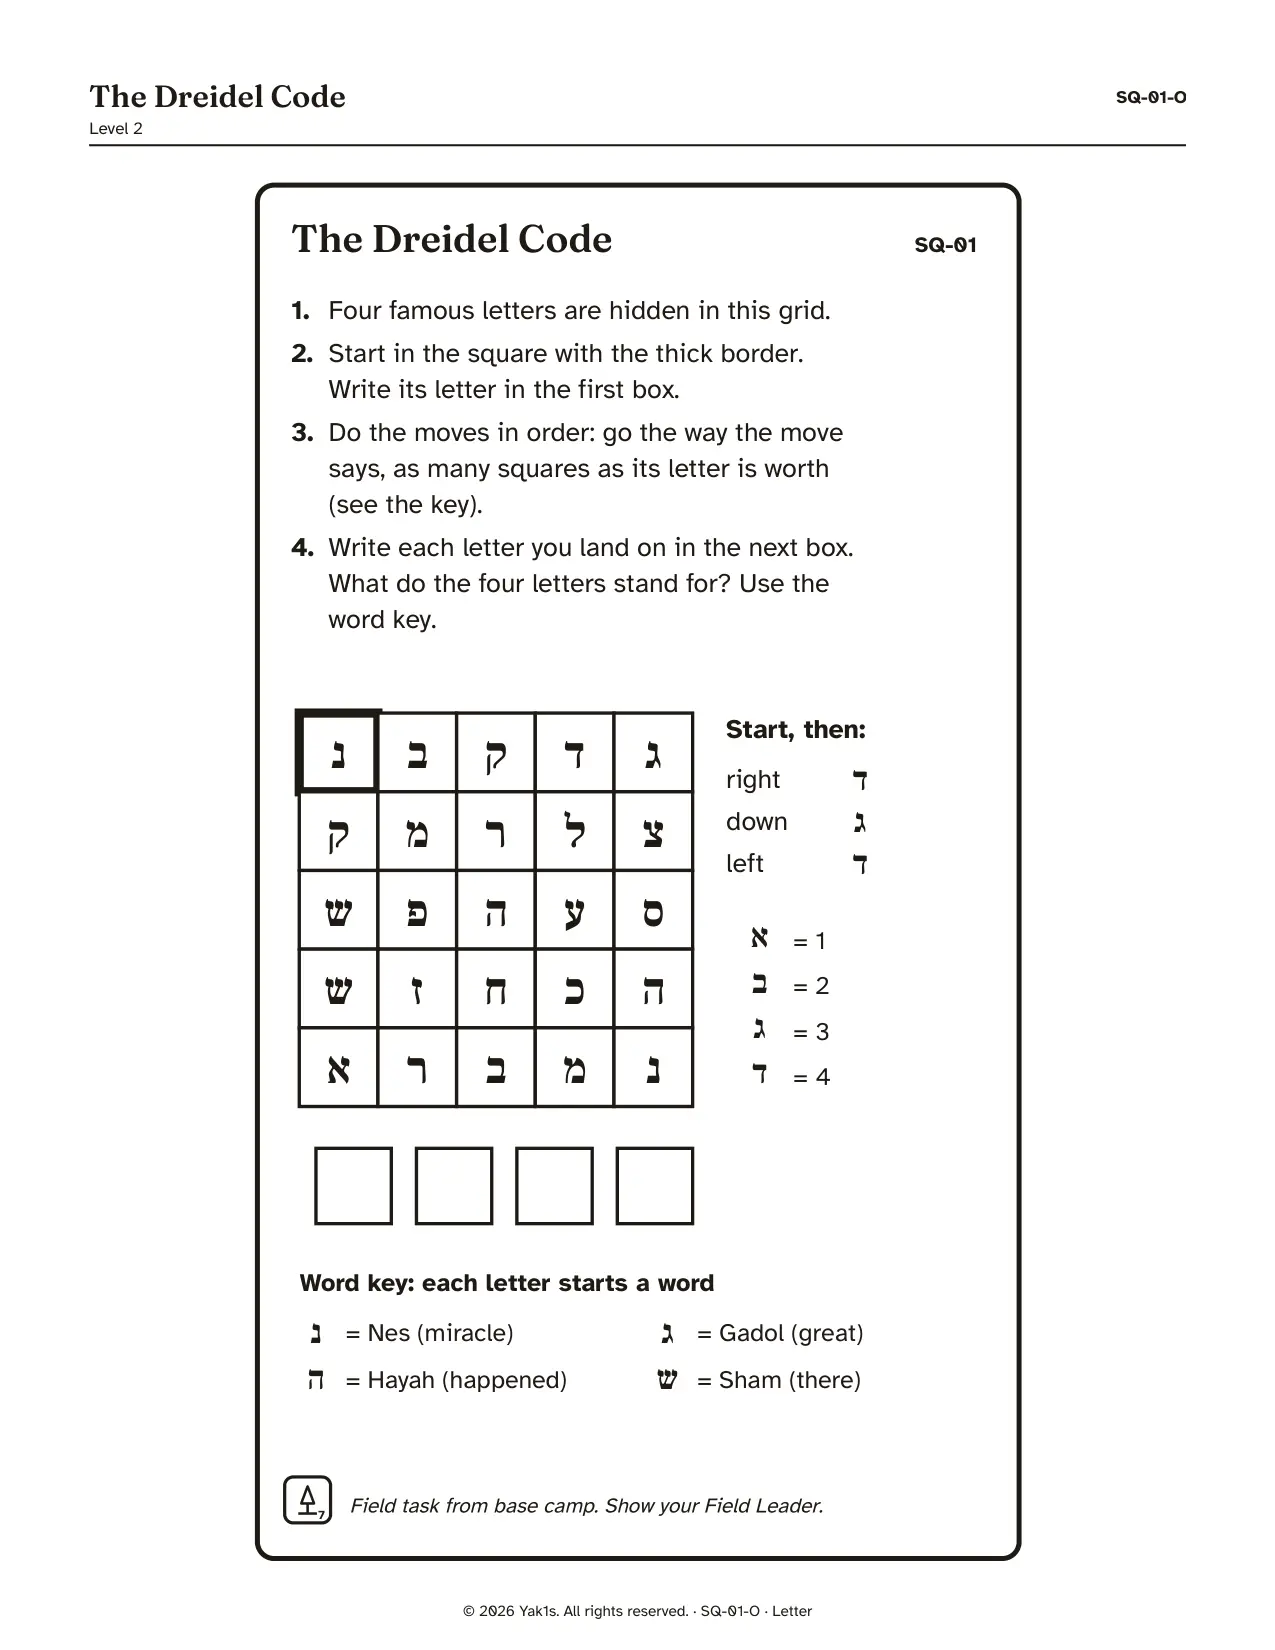 The Dreidel Code
SQ-01-O
Level 2
The Dreidel Code
SQ-01
1. Four famous letters are hidden in this grid.
2. Start in the square with the thick border.
Write its letter in the first box.
3. Do the moves in order: go the way the move
says, as many squares as its letter is worth
(see the key).
4. Write each letter you land on in the next box.
What do the four letters stand for? Use the
word key.
נ ב ק ד ג
ק מ ר ל צ
ש פ ה ע ס
ש ז ח כ ה
א ר ב מ נ
Start, then:
right ד
down ג
left ד
א = 1
ב = 2
ג = 3
ד = 4
Word key: each letter starts a word
נ = Nes (miracle)
ג = Gadol (great)
ה = Hayah (happened)
ש = Sham (there)
7
Field task from base camp. Show your Field Leader.
© 2026 Yak1s. All rights reserved. · SQ-01-O · Letter